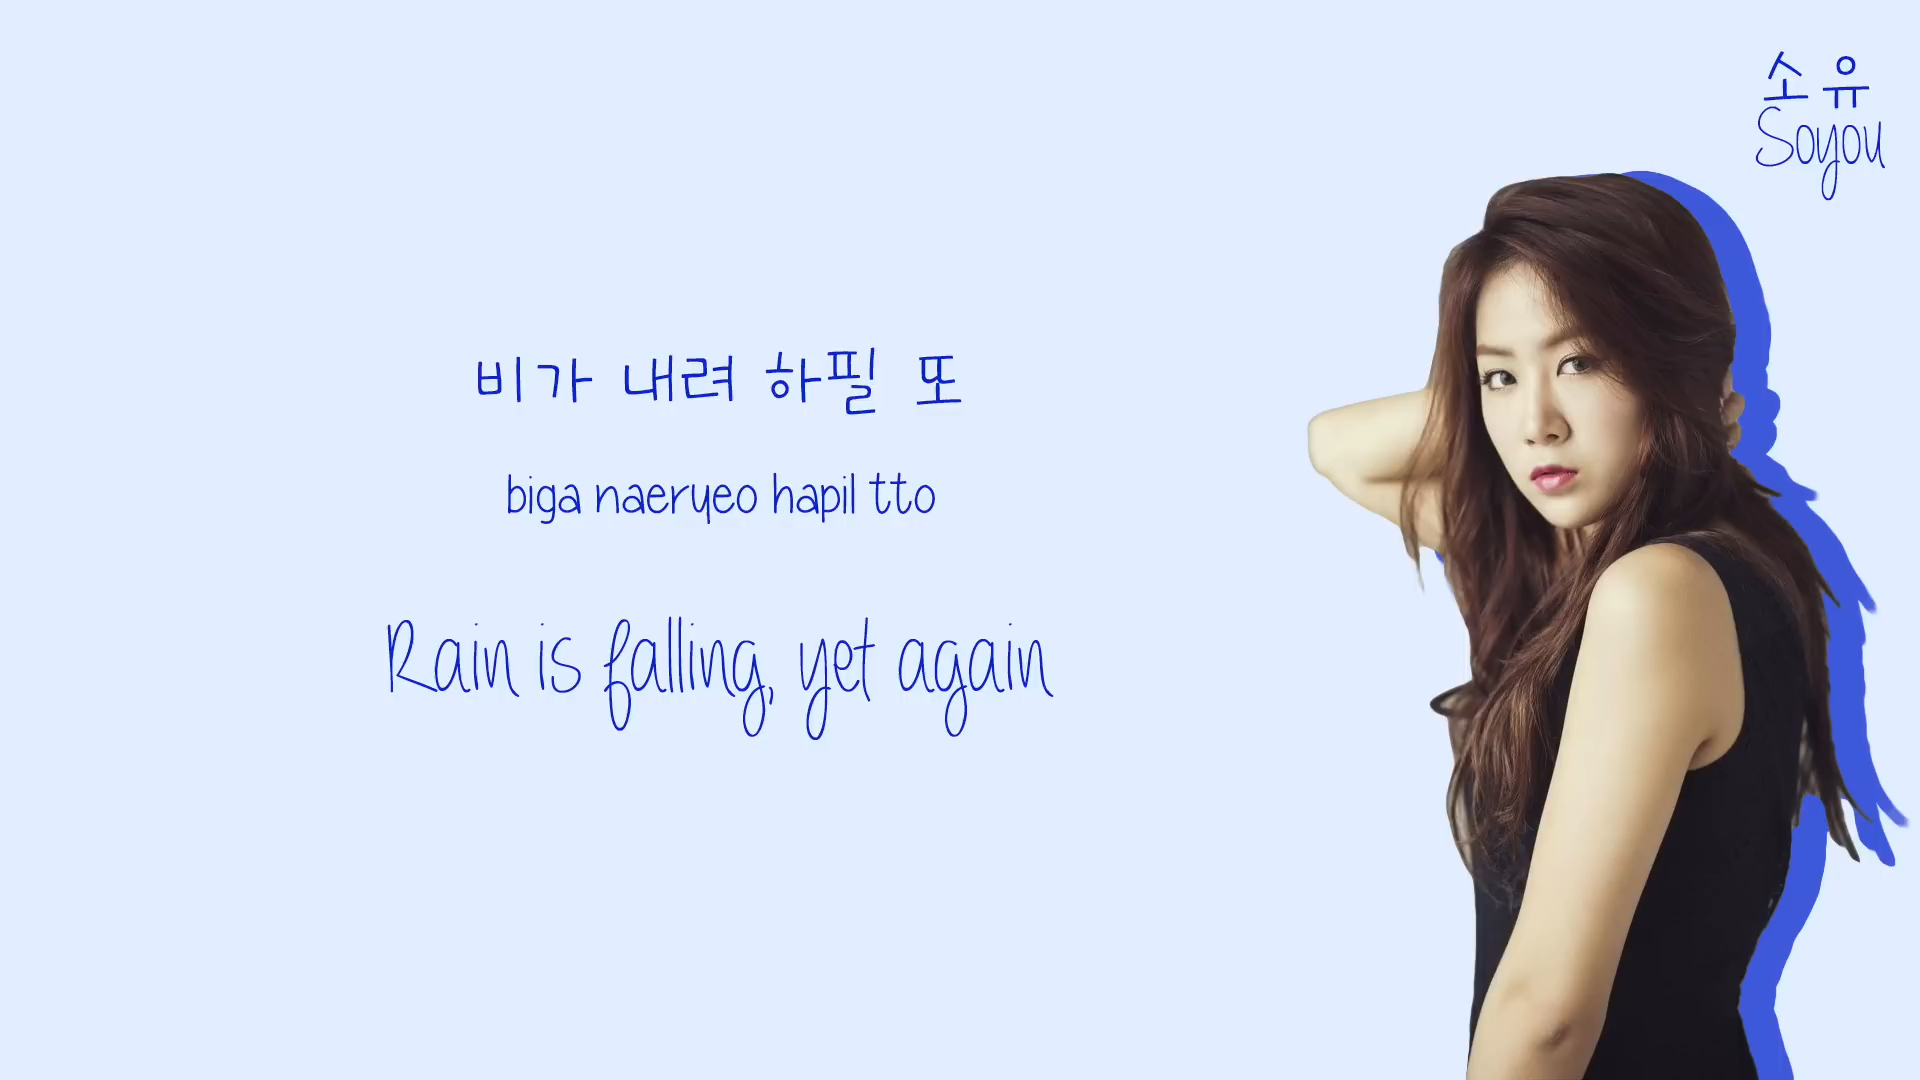 소유
Soyou
비가 내려 하필 또
biga naeryeo hapil tto
Rain is falling, yet again